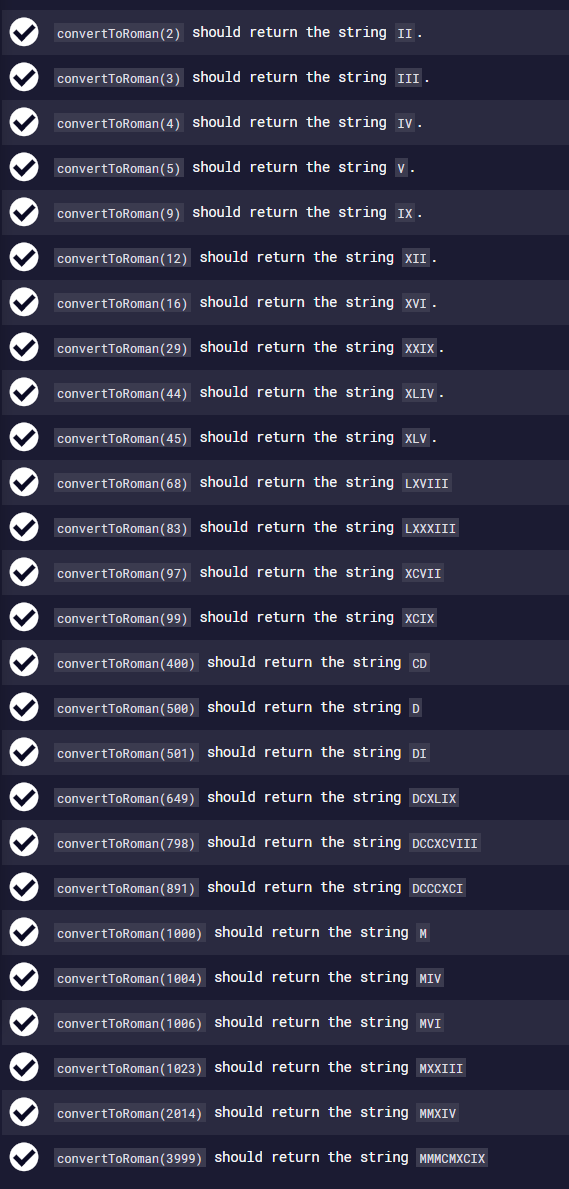 convertToRoman(2) should return the string II.
convertToRoman(3) should return the string III.
convertToRoman(4) should return the string IV.
convertToRoman(5) should return the string V.
convertToRoman(9) should return the string IX.
convertToRoman(12) should return the string XII.
convertToRoman(16) should return the string XVI.
convertToRoman(29) should return the string XXIX.
convertToRoman(44) should return the string XLIV.
convertToRoman(45) should return the string XLV.
convertToRoman(68) should return the string LXVIII
convertToRoman(83) should return the string LXXXIII
convertToRoman(97) should return the string XCVII
convertToRoman(99) should return the string XCIX
convertToRoman(400) should return the string CD
convertToRoman(500) should return the string D
convertToRoman(501) should return the string DI
convertToRoman(649) should return the string DCXLIX
convertToRoman(798) should return the string DCCXCVIII
convertToRoman(891) should return the string DCCCXCI
convertToRoman(1000) should return the string M
convertToRoman(1004) should return the string MIV
convertToRoman(1006) should return the string MVI
convertToRoman(1023) should return the string MXXIII
convertToRoman(2014) should return the string MMXIV
convertToRoman(3999) should return the string MMMCMXCIX